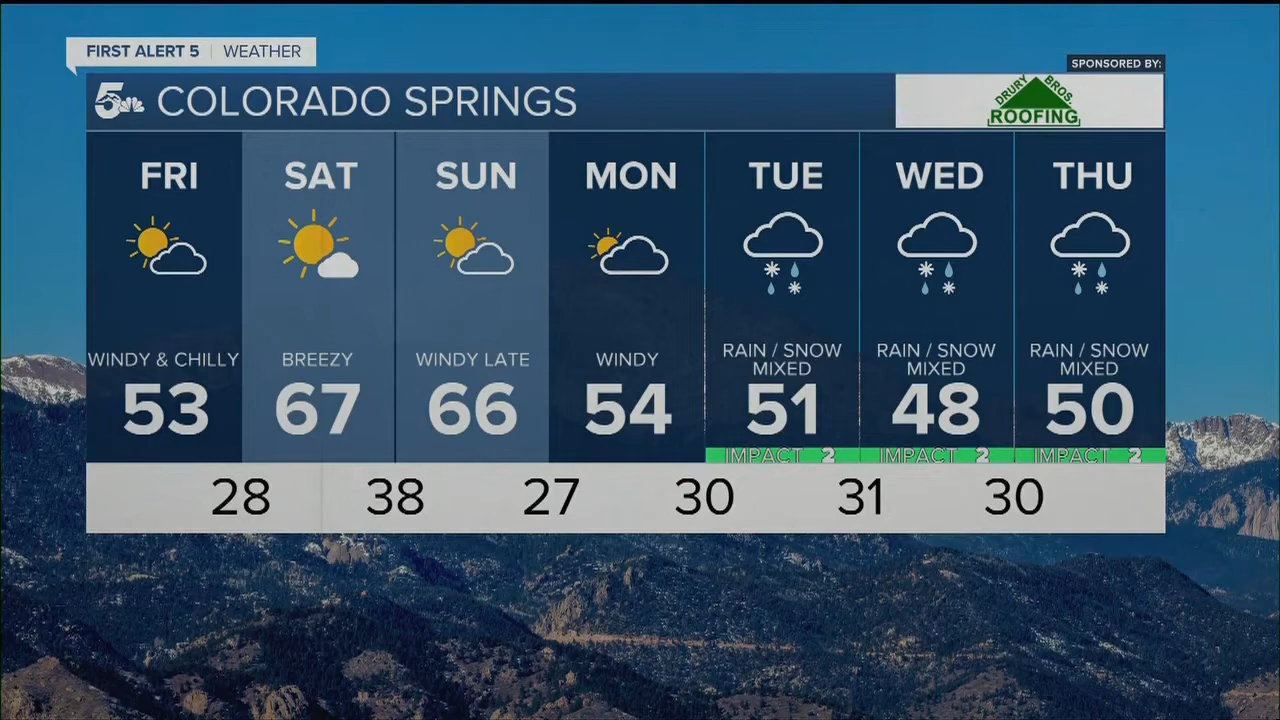 FIRST ALERT 5 | WEATHER
SPONSORED BY:
5 COLORADO SPRINGS
DRURY BROS.
ROOFING
FRI SAT SUN MON TUE WED THU
WINDY & CHILLY BREEZY WINDY LATE WINDY RAIN / SNOW MIXED RAIN / SNOW MIXED RAIN / SNOW MIXED
53 67 66 54 51 48 50
IMPACT 2 IMPACT 2 IMPACT 2
28 38 27 30 31 30